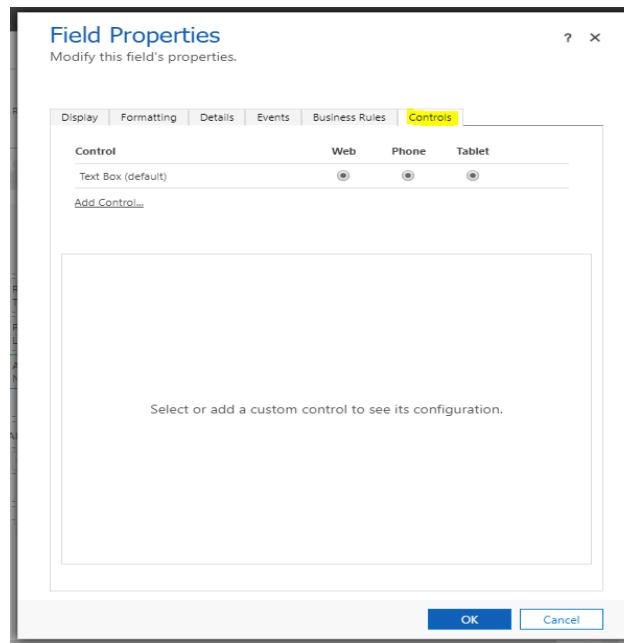 Field Properties
? ×
Modify this field's properties.
Display Formatting Details Events Business Rules Controls
Control Web Phone Tablet
Text Box (default)
Add Control...
Select or add a custom control to see its configuration.
OK Cancel